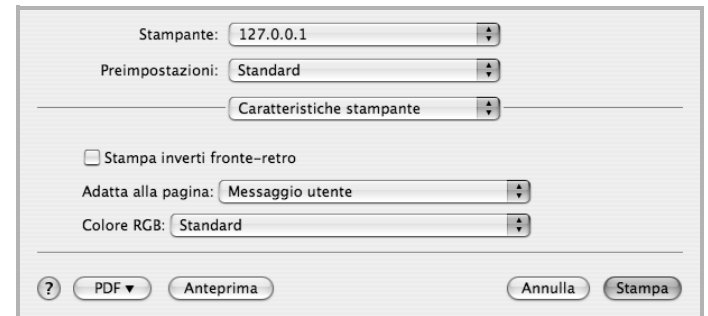 Stampante: 127.0.0.1
Preimpostazioni: Standard
Caratteristiche stampante
Stampa inverti fronte-retro
Adatta alla pagina: Messaggio utente
Colore RGB: Standard
? PDF ▼ Anteprima Annulla Stampa